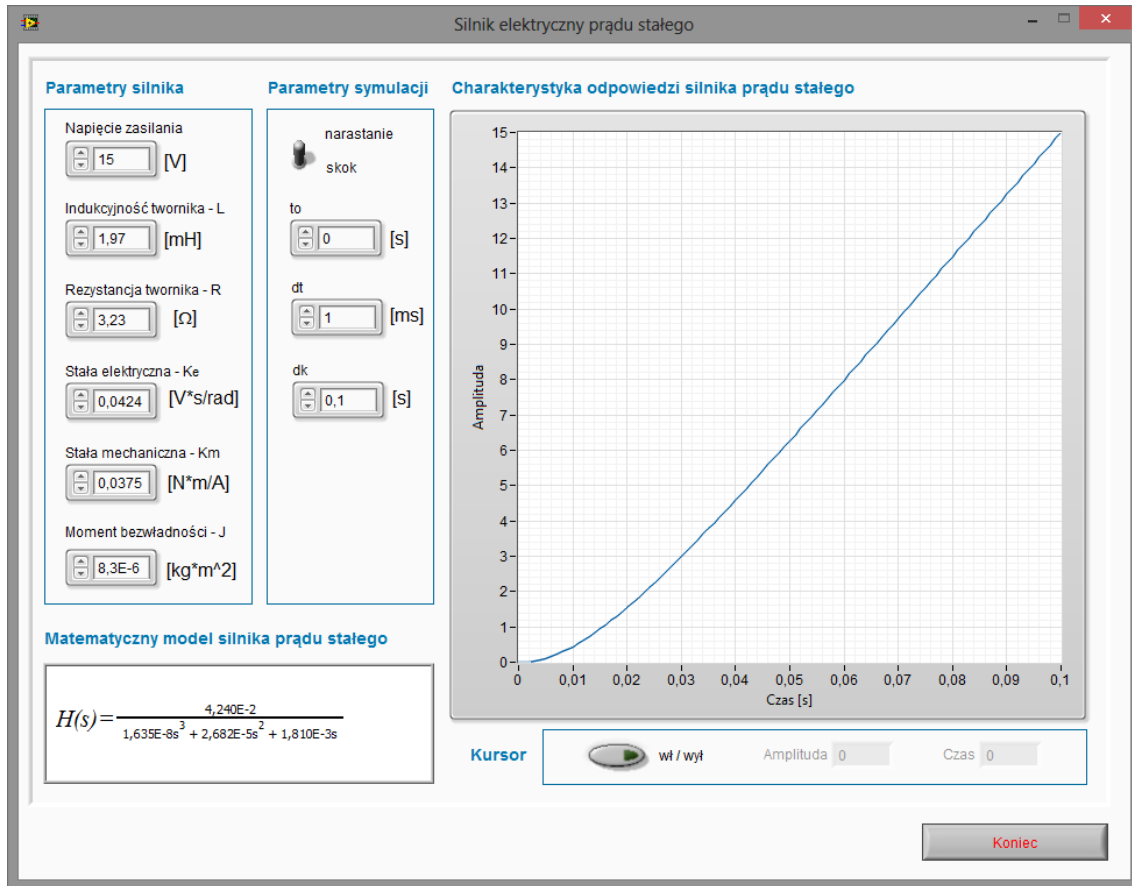 Silnik elektryczny prądu stałego
Parametry silnika
Napięcie zasilania
15 [V]
Indukcyjność twornika - L
1,97 [mH]
Rezystancja twornika - R
3,23 [Ω]
Stała elektryczna - Ke
0,0424 [V*s/rad]
Stała mechaniczna - Km
0,0375 [N*m/A]
Moment bezwładności - J
8,3E-6 [kg*m^2]
Parametry symulacji
narastanie
skok
to
0 [s]
dt
1 [ms]
dk
0,1 [s]
Charakterystyka odpowiedzi silnika prądu stałego
15
14
13
12
11
10
9
8
7
6
5
4
3
2
1
0
Amplituda
0 0,01 0,02 0,03 0,04 0,05 0,06 0,07 0,08 0,09 0,1
Czas [s]
Matematyczny model silnika prądu stałego
4,240E-2
H(s)=
1,635E-8s^3 + 2,682E-5s^2 + 1,810E-3s
Kursor
wł / wył
Amplituda 0
Czas 0
Koniec